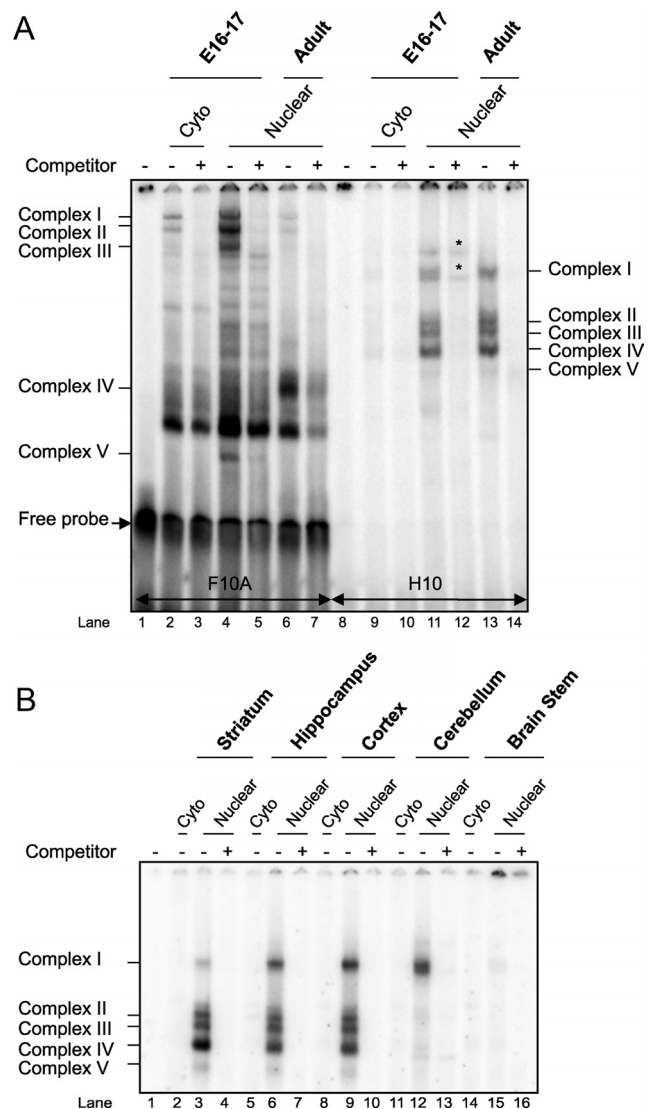 A
E16-17
Adult
E16-17
Adult
Cyto
Nuclear
Cyto
Nuclear
Competitor - - + - + - + - - + - + - +
Complex I
Complex II
Complex III
Complex IV
Complex V
Free probe
Complex I
Complex II
Complex III
Complex IV
Complex V
*
*
F10A
H10
Lane 1 2 3 4 5 6 7 8 9 10 11 12 13 14
B
Striatum
Hippocampus
Cortex
Cerebellum
Brain Stem
Cyto
Nuclear
Cyto
Nuclear
Cyto
Nuclear
Cyto
Nuclear
Cyto
Nuclear
Competitor - - - + - - + - - + - - + - - +
Complex I
Complex II
Complex III
Complex IV
Complex V
Lane 1 2 3 4 5 6 7 8 9 10 11 12 13 14 15 16